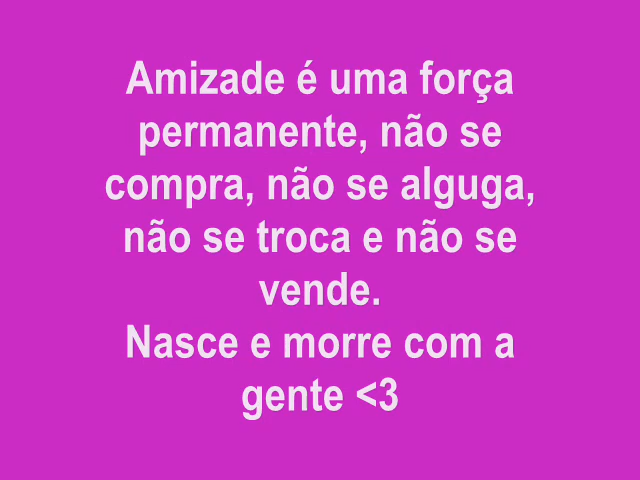 Amizade é uma força
permanente, não se
compra, não se alguga,
não se troca e não se
vende.
Nasce e morre com a
gente <3